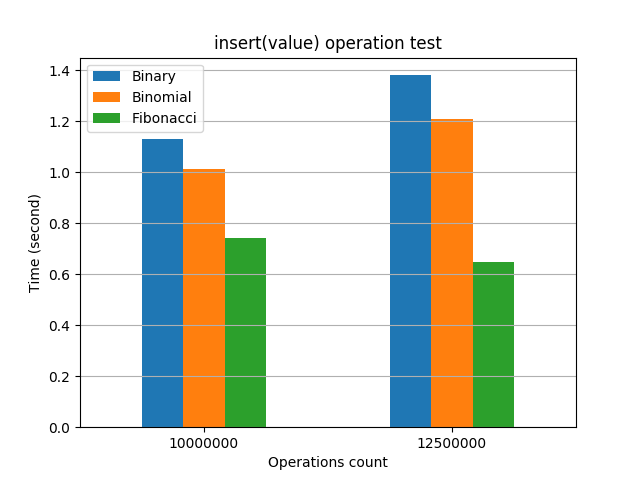 insert(value) operation test
Binary
Binomial
Fibonacci
1.4
1.2
1.0
0.8
0.6
0.4
0.2
0.0
Time (second)
10000000 12500000
Operations count